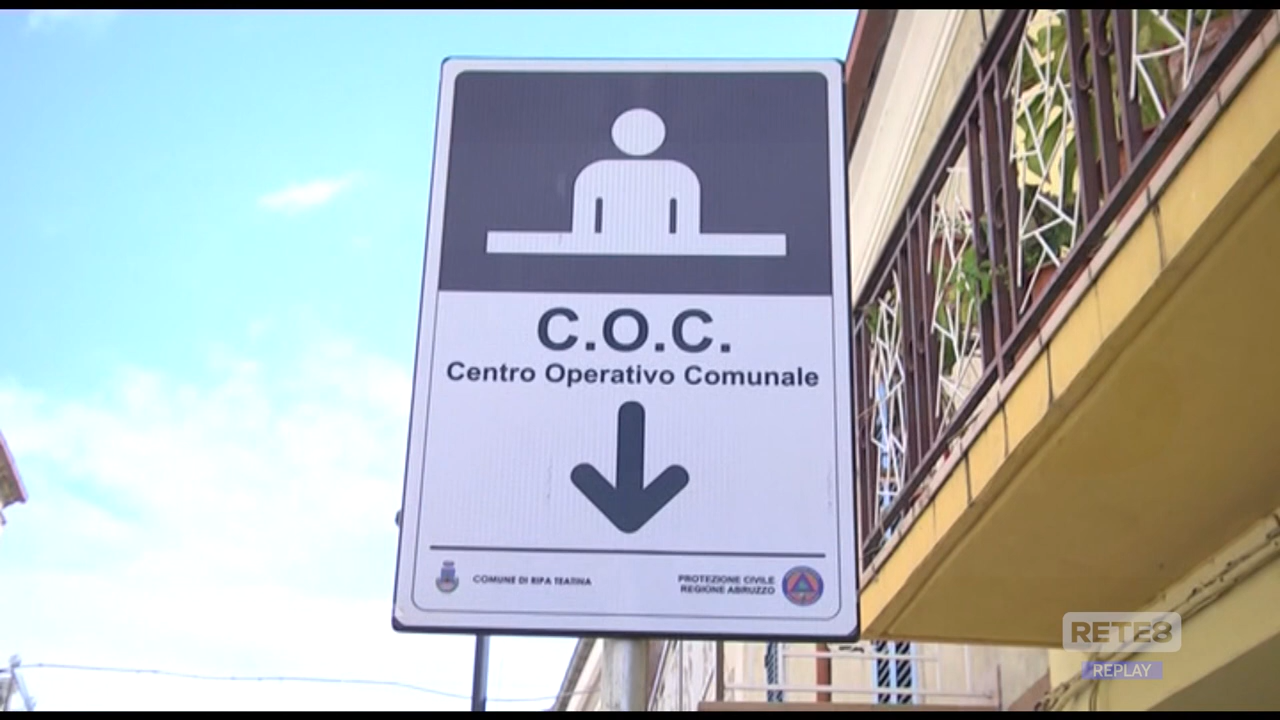 C.O.C.
Centro Operativo Comunale
COMUNE DI RIPA TEATINA
PROTEZIONE CIVILE
REGIONE ABRUZZO
RETE8
REPLAY